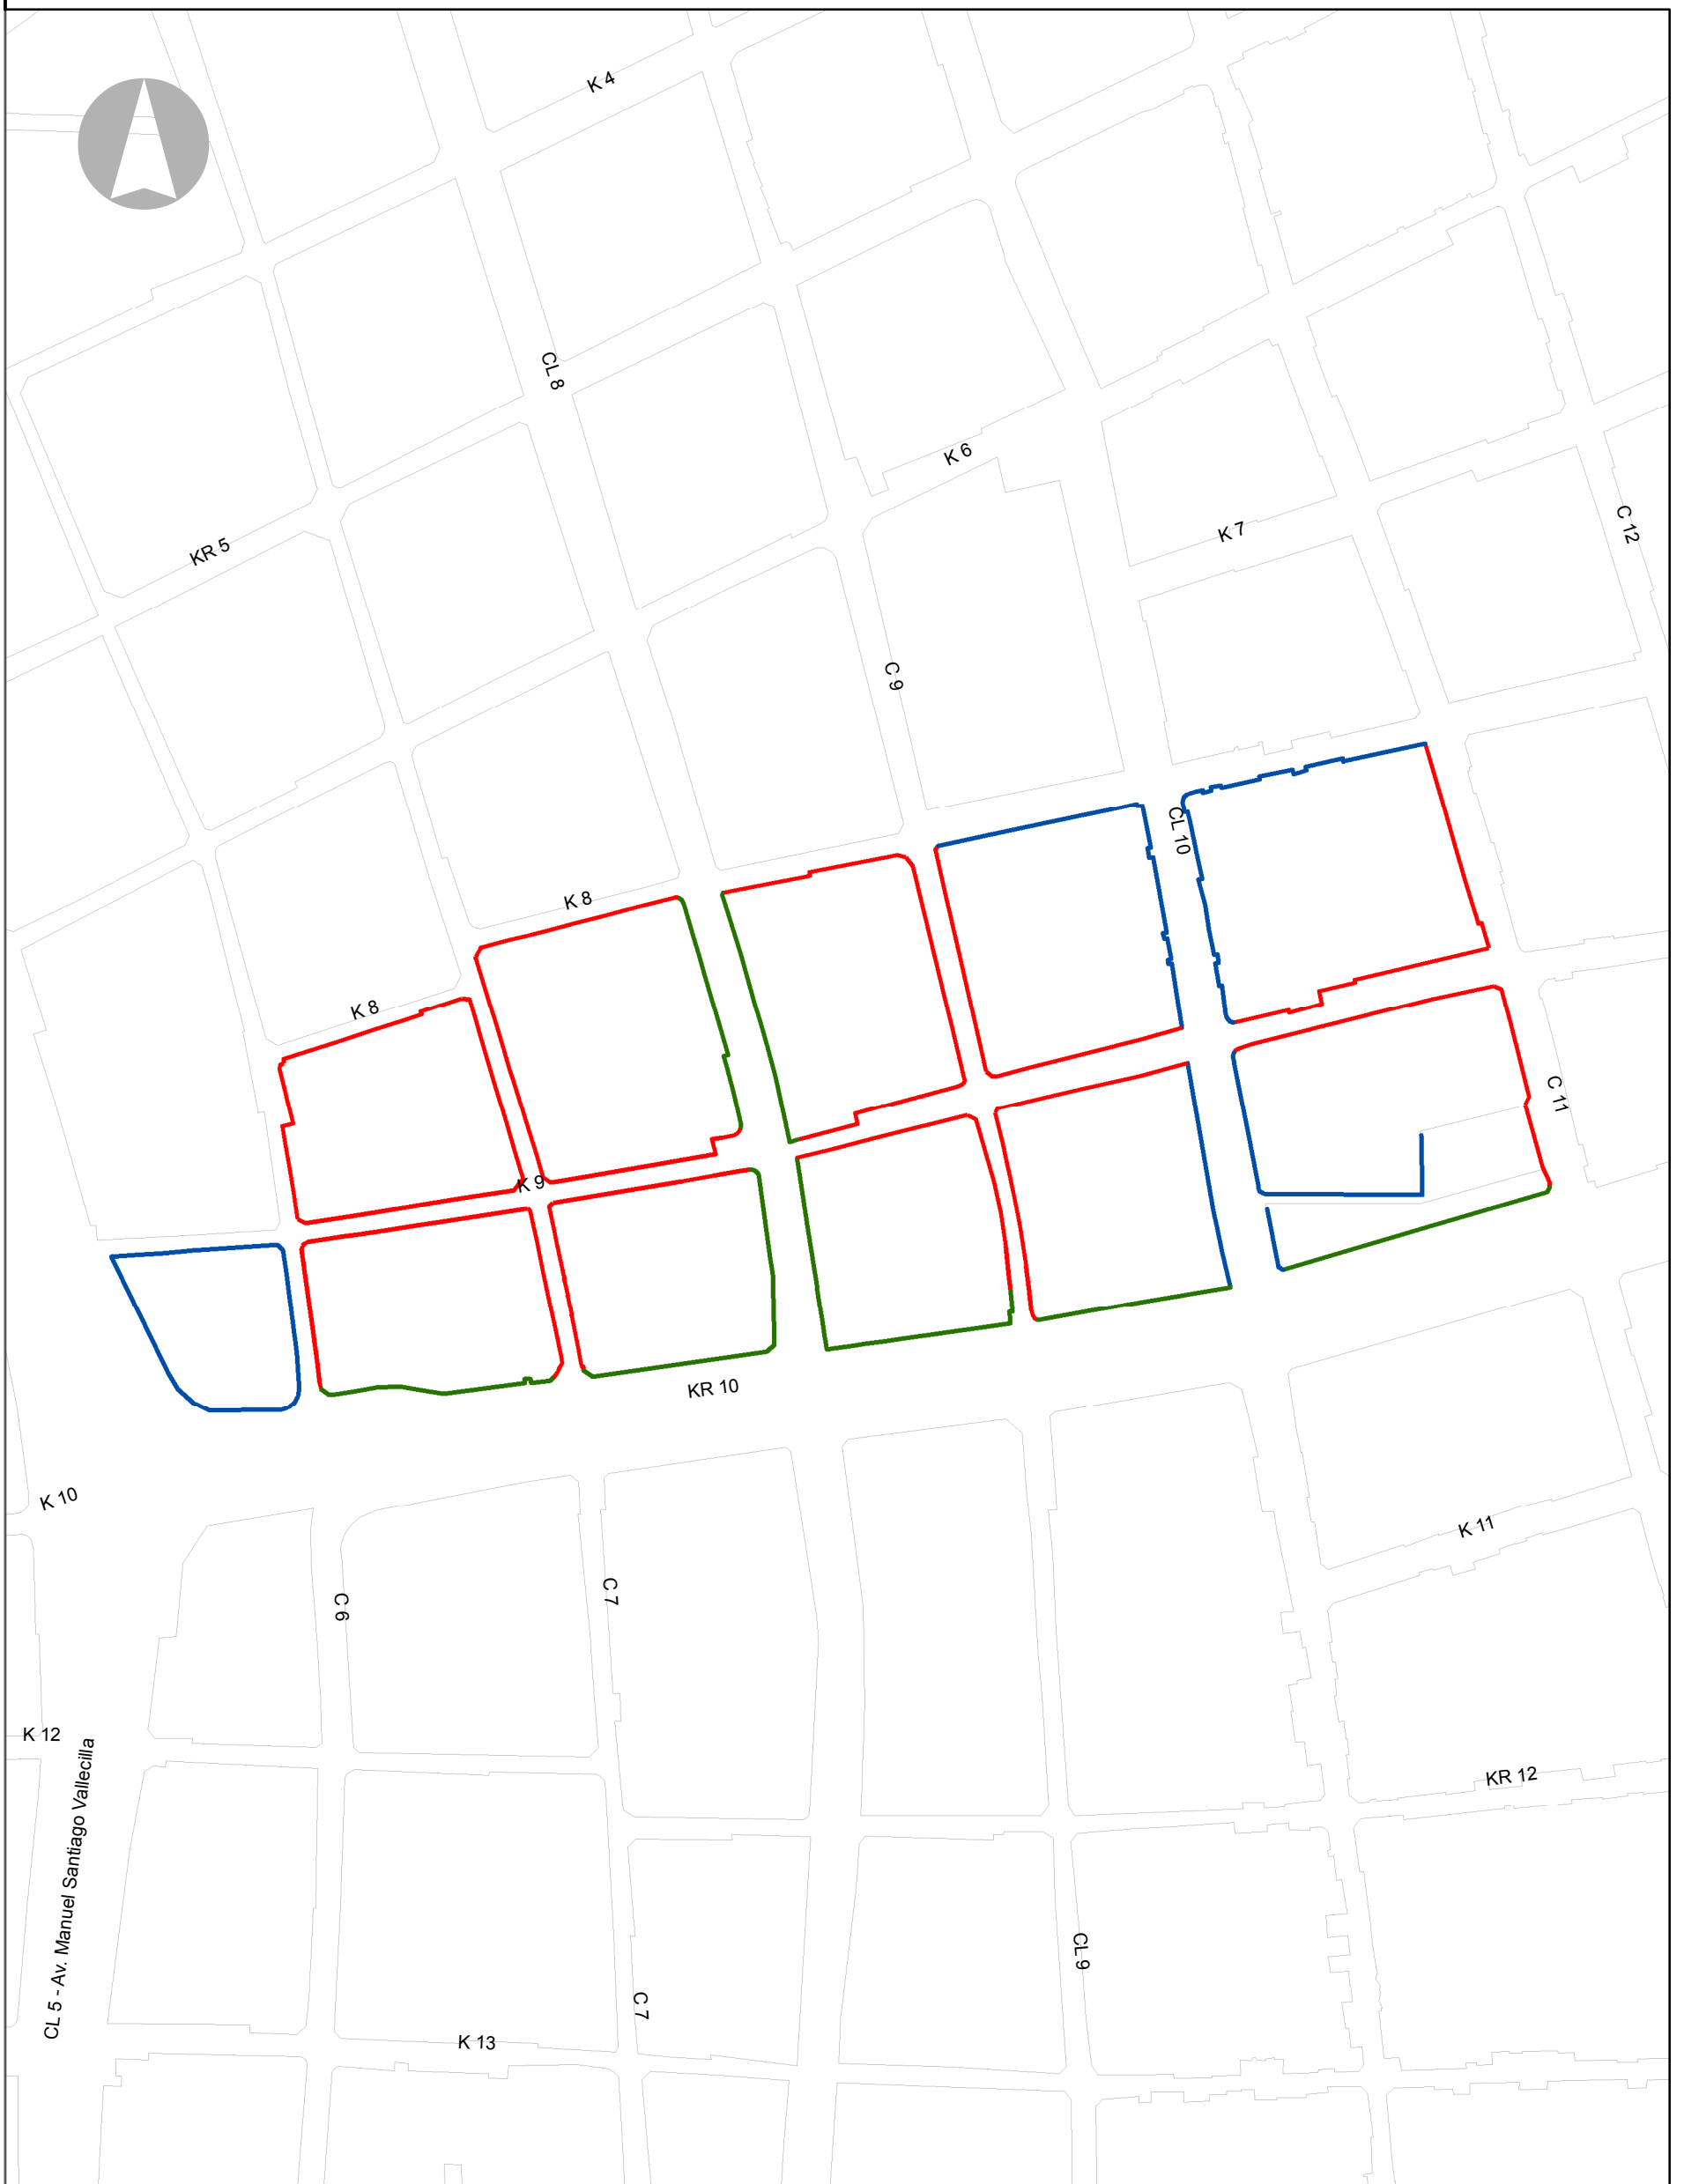 K 4
CL 8
K 6
C 12
K 7
KR 5
C 9
CL 10
K 8
K 8
C 11
K 9
KR 10
K 10
K 11
C 6
C 7
K 12
KR 12
CL 5 - Av. Manuel Santiago Vallecilla
CL 9
C 7
K 13